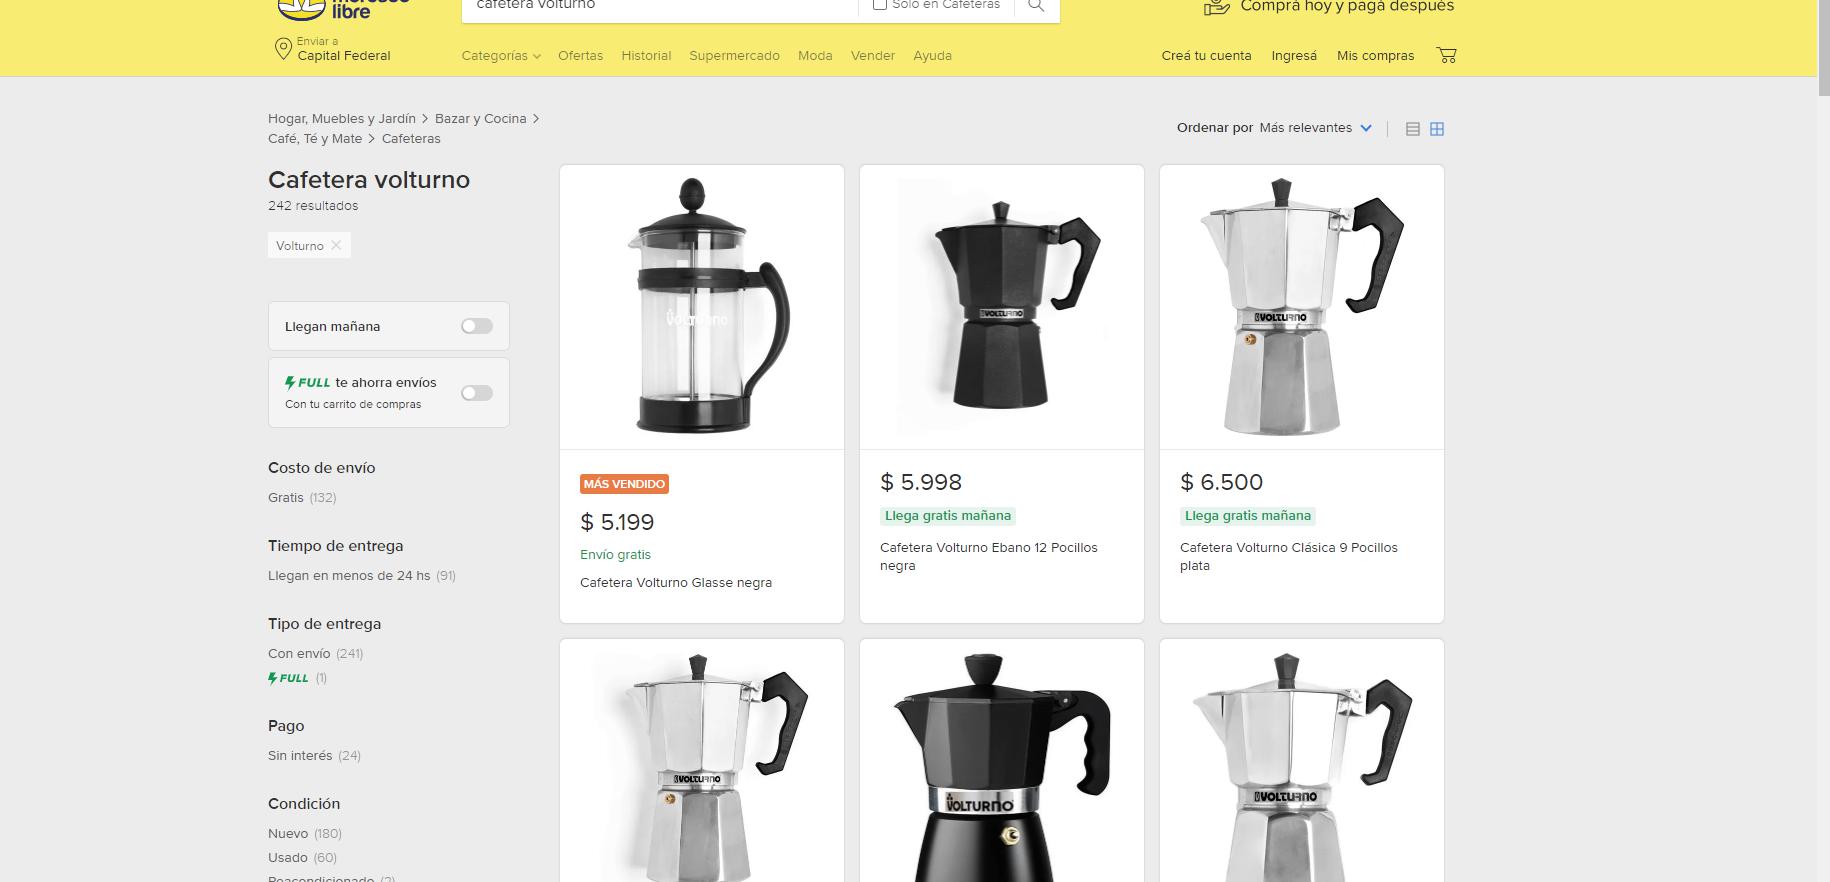 mercado
libre
cafetera volturno
Solo en Cafeteras
Comprá hoy y pagá después
Enviar a
Capital Federal
Categorías
Ofertas
Historial
Supermercado
Moda
Vender
Ayuda
Creá tu cuenta
Ingresá
Mis compras
Hogar, Muebles y Jardín > Bazar y Cocina >
Café, Té y Mate > Cafeteras
Ordenar por Más relevantes
Cafetera volturno
242 resultados
Volturno
Llegan mañana
FULL te ahorra envíos
Con tu carrito de compras
Costo de envío
Gratis (132)
Tiempo de entrega
Llegan en menos de 24 hs (91)
Tipo de entrega
Con envío (241)
FULL (1)
Pago
Sin interés (24)
Condición
Nuevo (180)
Usado (60)
Reacondicionado (2)
VOLTURNO
MÁS VENDIDO
$ 5.199
Envío gratis
Cafetera Volturno Glasse negra
VOLTURNO
$ 5.998
Llega gratis mañana
Cafetera Volturno Ebano 12 Pocillos
negra
VOLTURNO
$ 6.500
Llega gratis mañana
Cafetera Volturno Clásica 9 Pocillos
plata
VOLTURNO
VOLTURNO
VOLTURNO